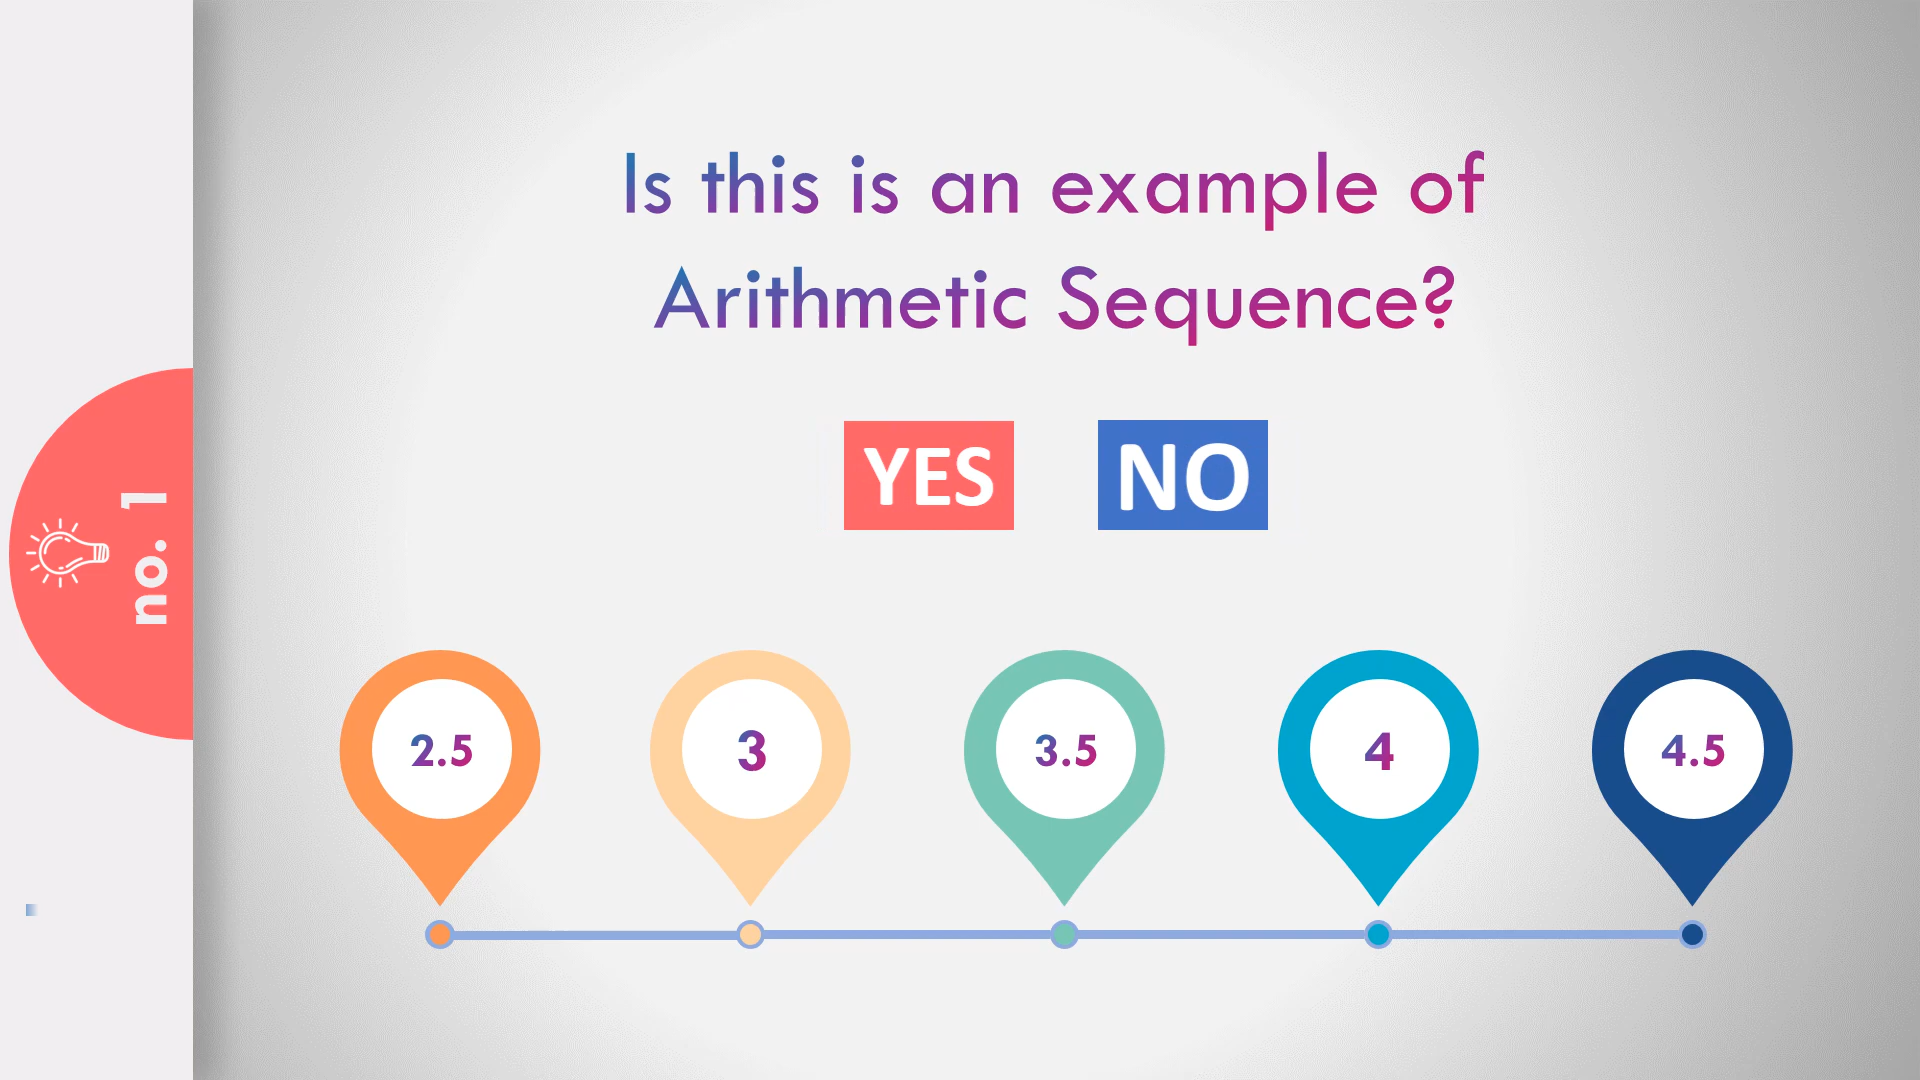 Is this is an example of
Arithmetic Sequence?
YES NO
no. 1
2.5 3 3.5 4 4.5